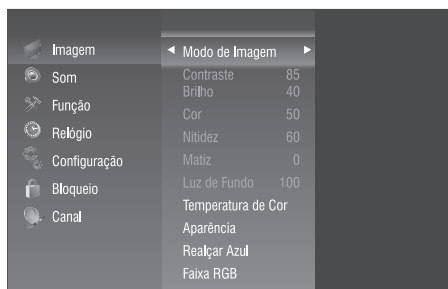 Imagem
Som
Função
Relógio
Configuração
Bloqueio
Canal
Modo de Imagem
Contraste 85
Brilho 40
Cor 50
Nitidez 60
Matiz 0
Luz de Fundo 100
Temperatura de Cor
Aparência
Realçar Azul
Faixa RGB